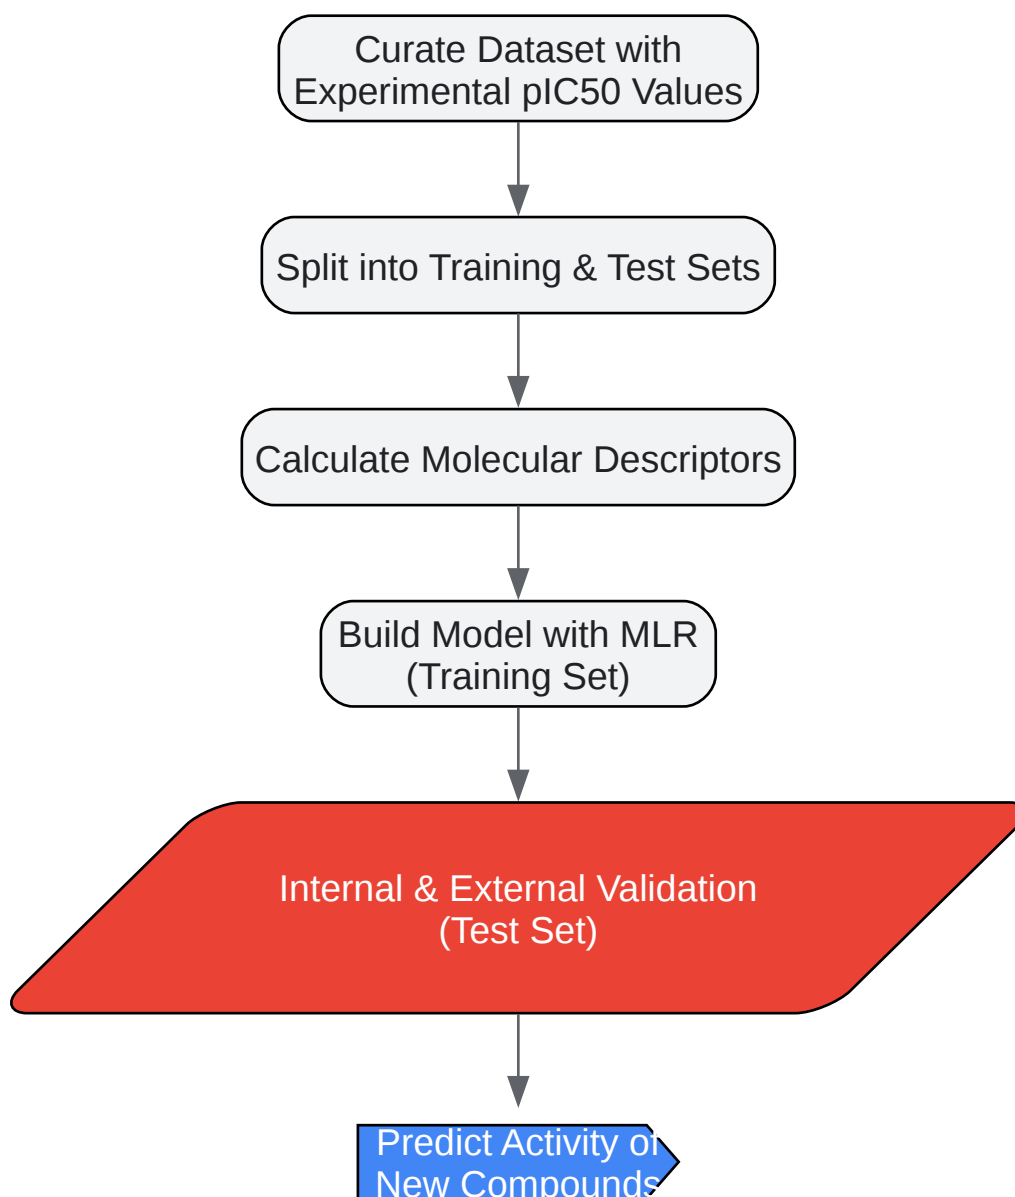 Curate Dataset with
Experimental pIC50 Values
Split into Training & Test Sets
Calculate Molecular Descriptors
Build Model with MLR
(Training Set)
Internal & External Validation
(Test Set)
Predict Activity of
New Compounds